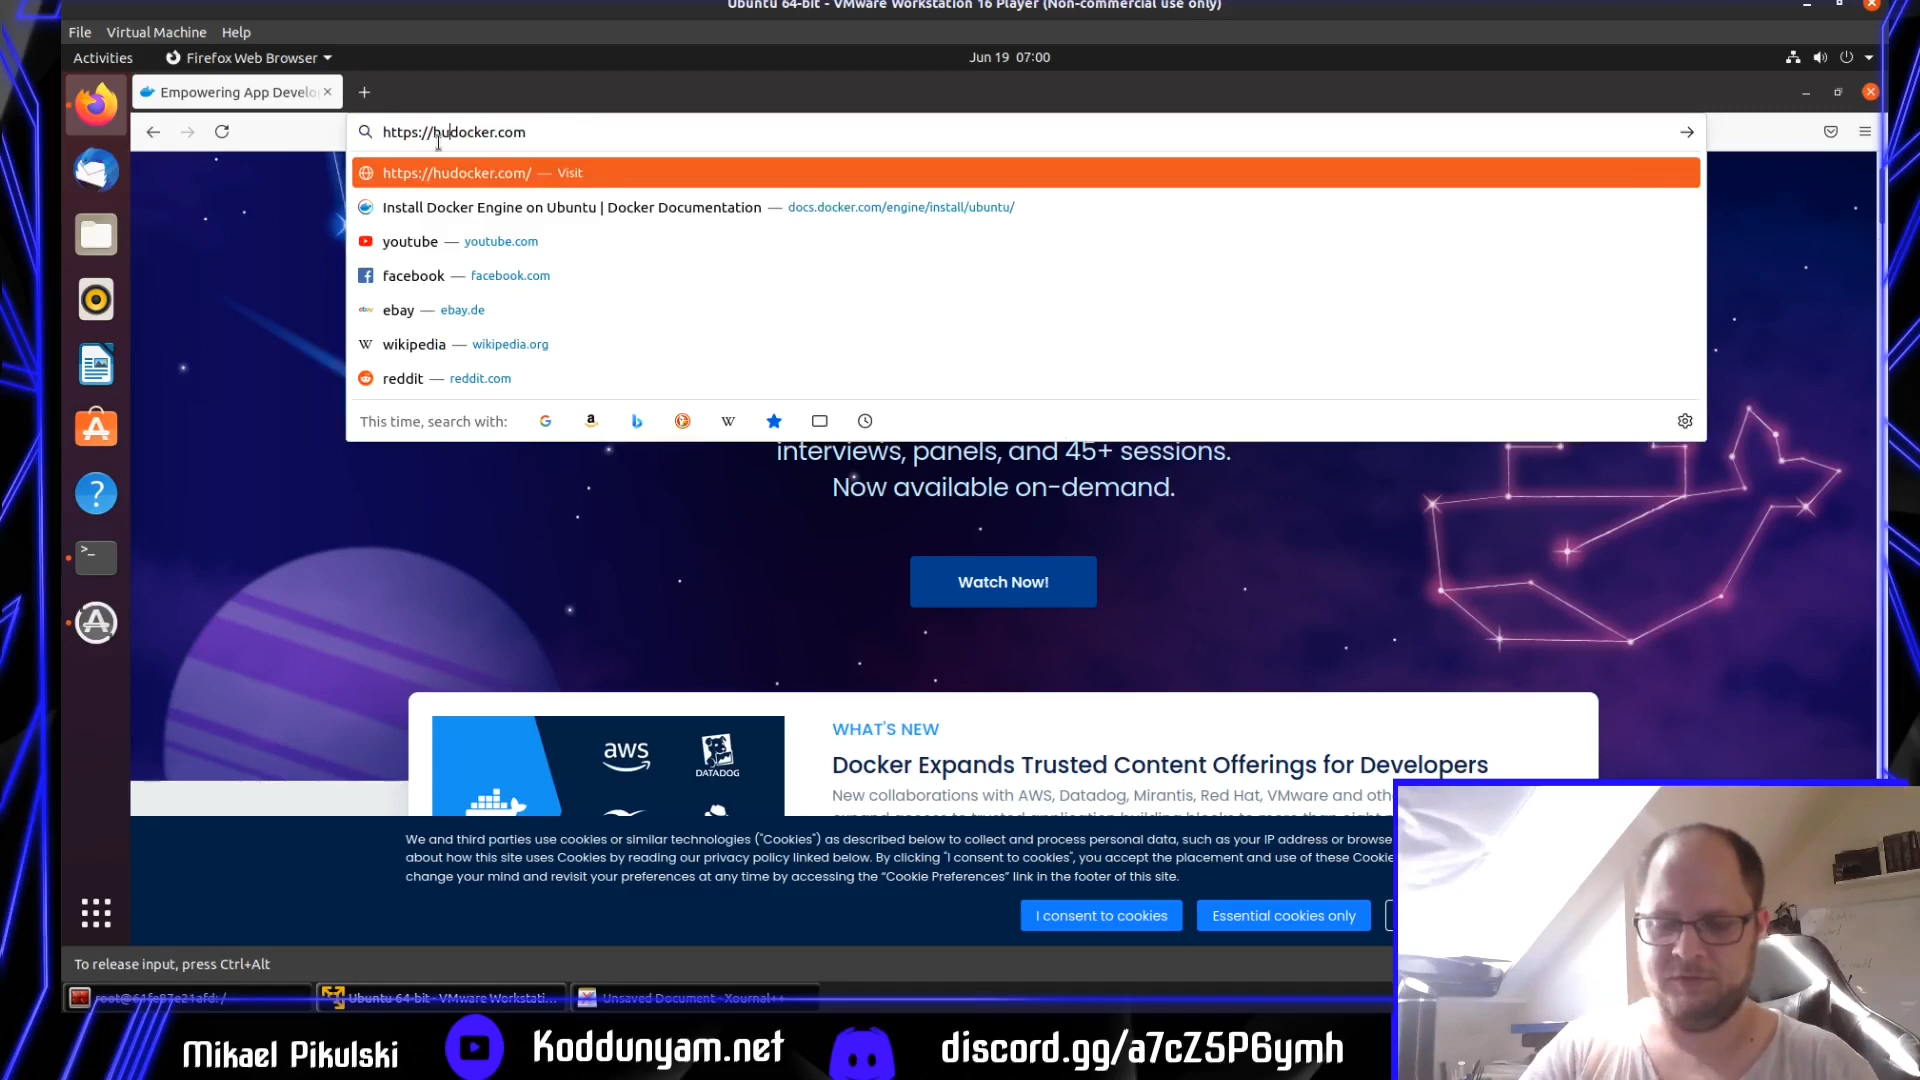 Ubuntu 64-bit - VMware Workstation 16 Player (Non-commercial use only)
File Virtual Machine Help
Activities Firefox Web Browser Jun 19 07:00
Empowering App Develo
https://hudocker.com
https://hudocker.com/ — Visit
Install Docker Engine on Ubuntu | Docker Documentation — docs.docker.com/engine/install/ubuntu/
youtube — youtube.com
facebook — facebook.com
ebay — ebay.de
wikipedia — wikipedia.org
reddit — reddit.com
This time, search with:
interviews, panels, and 45+ sessions.
Now available on-demand.
Watch Now!
aws
DATADOG
WHAT'S NEW
Docker Expands Trusted Content Offerings for Developers
New collaborations with AWS, Datadog, Mirantis, Red Hat, VMware and othe
We and third parties use cookies or similar technologies ("Cookies") as described below to collect and process personal data, such as your IP address or browse
about how this site uses Cookies by reading our privacy policy linked below. By clicking "I consent to cookies", you accept the placement and use of these Cookie
change your mind and revisit your preferences at any time by accessing the “Cookie Preferences” link in the footer of this site.
I consent to cookies Essential cookies only
To release input, press Ctrl+Alt
Ubuntu 64-bit - VMware Workstati... Unsaved Document - Xournal++
Mikael Pikulski Koddunyam.net discord.gg/a7cZ5P6ymh